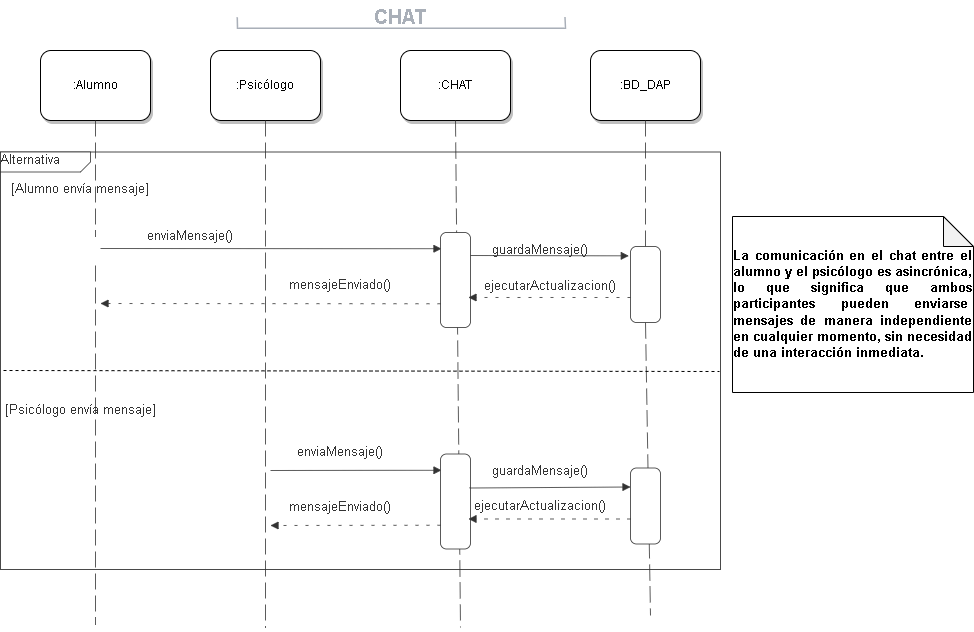 CHAT
:Alumno
:Psicólogo
:CHAT
:BD_DAP
Alternativa
[Alumno envía mensaje]
enviaMensaje()
guardaMensaje()
mensajeEnviado()
ejecutarActualizacion()
La comunicación en el chat entre el
alumno y el psicólogo es asincrónica,
lo que significa que ambos
participantes pueden enviarse
mensajes de manera independiente
en cualquier momento, sin necesidad
de una interacción inmediata.
[Psicólogo envía mensaje]
enviaMensaje()
guardaMensaje()
mensajeEnviado()
ejecutarActualizacion()